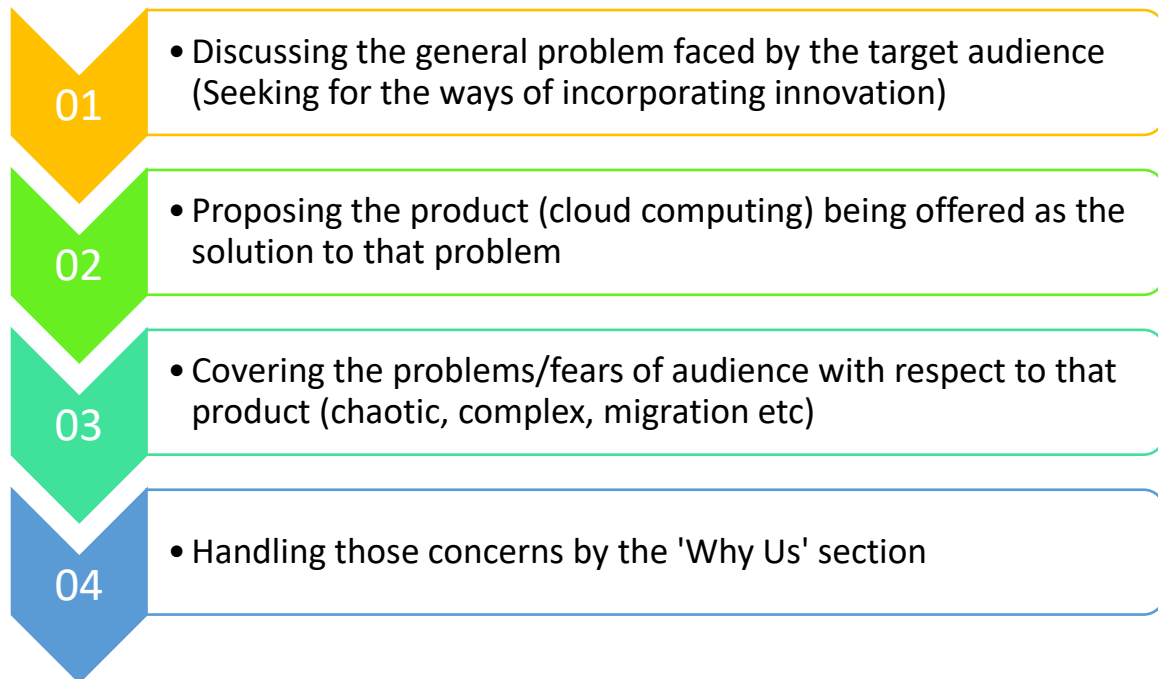 01
• Discussing the general problem faced by the target audience
(Seeking for the ways of incorporating innovation)
02
• Proposing the product (cloud computing) being offered as the
solution to that problem
03
• Covering the problems/fears of audience with respect to that
product (chaotic, complex, migration etc)
04
• Handling those concerns by the 'Why Us' section